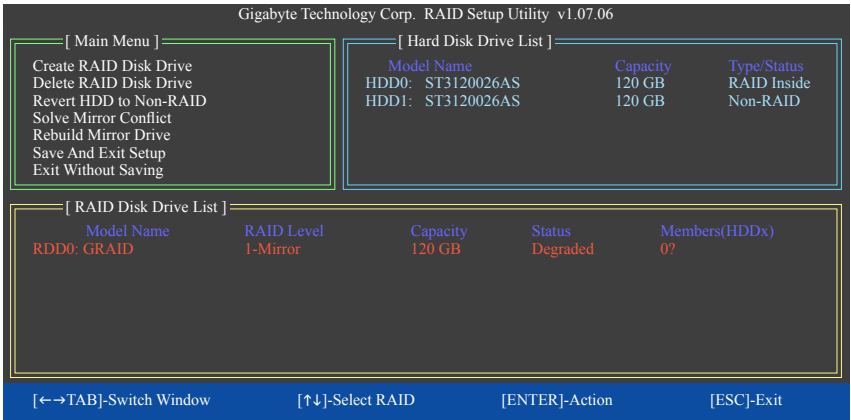 Gigabyte Technology Corp. RAID Setup Utility v1.07.06
[ Main Menu ]
Create RAID Disk Drive
Delete RAID Disk Drive
Revert HDD to Non-RAID
Solve Mirror Conflict
Rebuild Mirror Drive
Save And Exit Setup
Exit Without Saving
[ Hard Disk Drive List ]
Model Name Capacity Type/Status
HDD0: ST3120026AS 120 GB RAID Inside
HDD1: ST3120026AS 120 GB Non-RAID
[ RAID Disk Drive List ]
Model Name RAID Level Capacity Status Members(HDDx)
RDD0: GRAID 1-Mirror 120 GB Degraded 0?
[←→TAB]-Switch Window [↑↓]-Select RAID [ENTER]-Action [ESC]-Exit